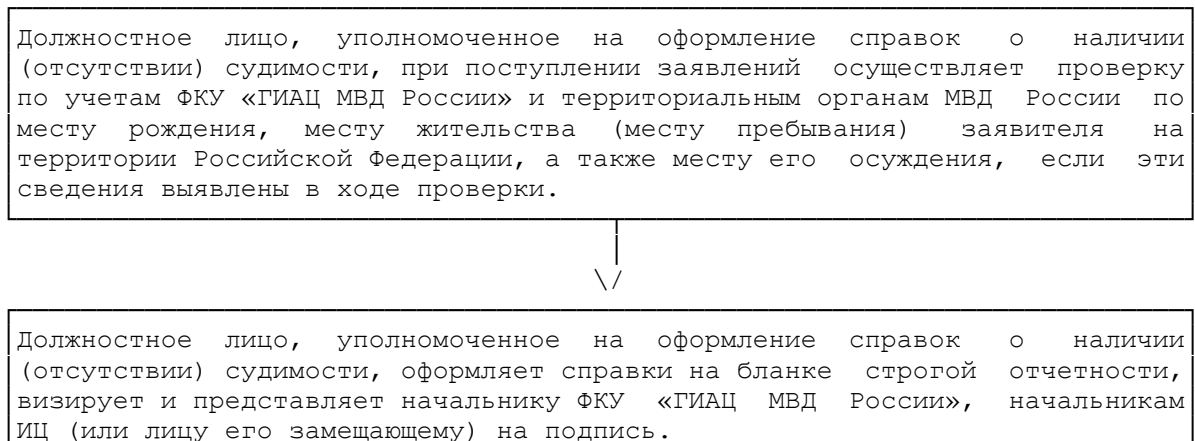 Должностное лицо, уполномоченное на оформление справок о наличии
(отсутствии) судимости, при поступлении заявлений осуществляет проверку
по учетам ФКУ «ГИАЦ МВД России» и территориальным органам МВД России по
месту рождения, месту жительства (месту пребывания) заявителя на
территории Российской Федерации, а также месту его осуждения, если эти
сведения выявлены в ходе проверки.
Должностное лицо, уполномоченное на оформление справок о наличии
(отсутствии) судимости, оформляет справки на бланке строгой отчетности,
визирует и представляет начальнику ФКУ «ГИАЦ МВД России», начальникам
ИЦ (или лицу его замещающему) на подпись.